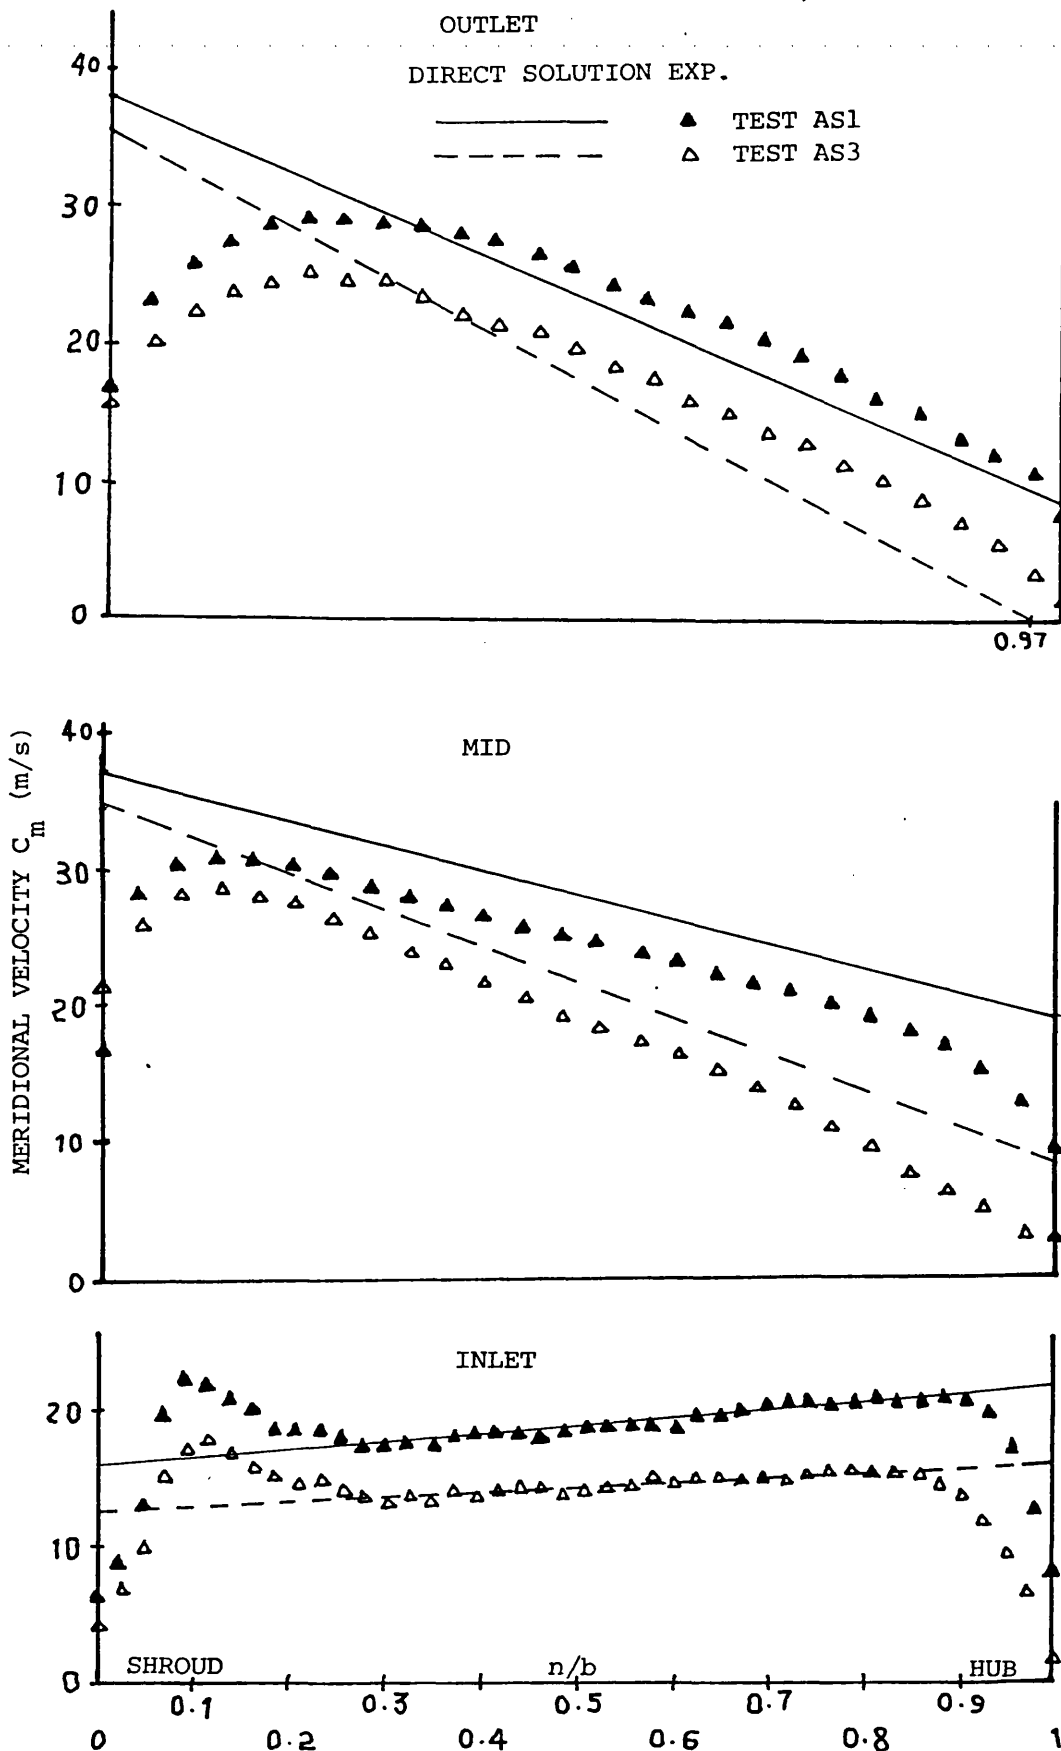 OUTLET
DIRECT SOLUTION EXP.
TEST AS1
TEST AS3
40
30
20
10
0
0.97
MERIDIONAL VELOCITY Cm (m/s)
MID
40
30
20
10
0
INLET
20
10
0
SHROUD
n/b
HUB
0.1
0.3
0.5
0.7
0.9
0
0.2
0.4
0.6
0.8
1